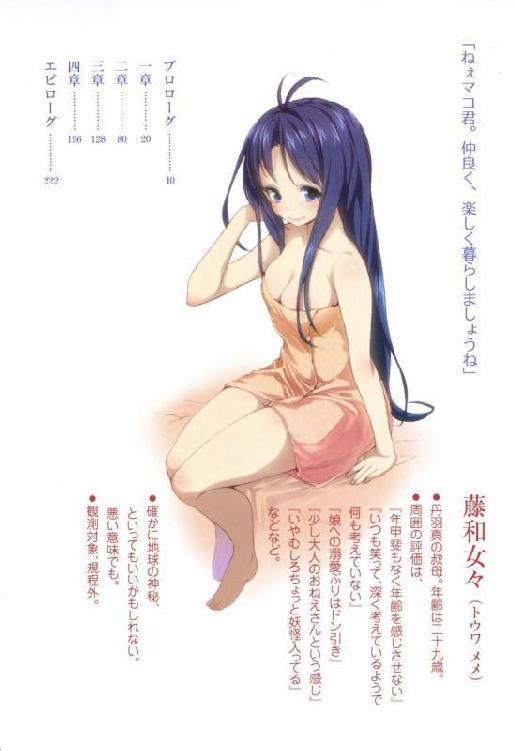 「ねぇマコ君。仲良く、楽しく暮らしましょうね」
プロローグ…………10
一章…………20
二章…………80
三章…………128
四章…………196
エピローグ…………222
藤和女々（トウワ メメ）
●丹羽真の叔母。年齢は三十九歳。
●周囲の評価は、
『年甲斐もなく年齢を感じさせない』
『いつも笑って、深く考えているようで
何も考えていない』
『娘への溺愛ぶりはドン引き』
『少し大人のおねえさんという感じ』
『いやむしろちょっと妖怪入ってる』
などなど。
●確かに地球の神秘、
といってもいいかもしれない。
悪い意味でも。
●観測対象、規程外。